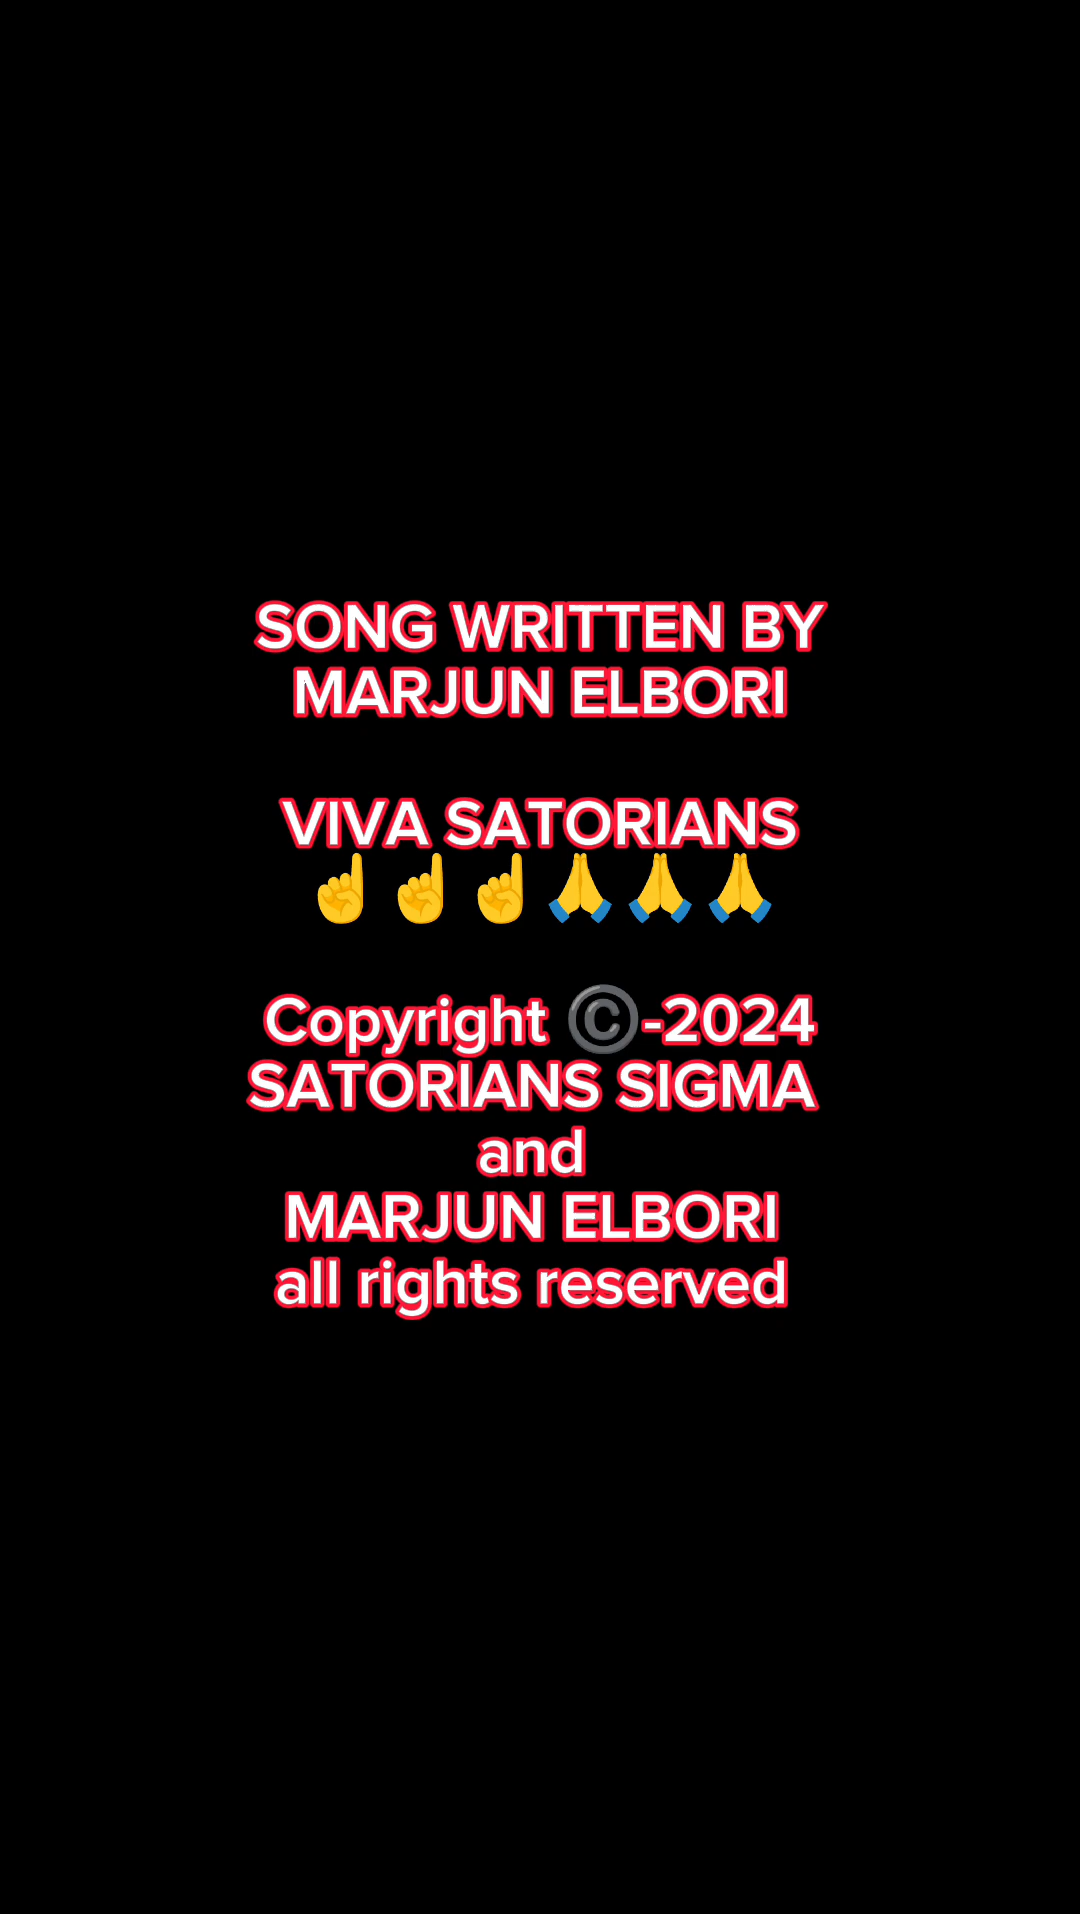 SONG WRITTEN BY
MARJUN ELBORI
VIVA SATORIANS
☝️☝️☝️🙏🙏🙏
Copyright ©️-2024
SATORIANS SIGMA
and
MARJUN ELBORI
all rights reserved